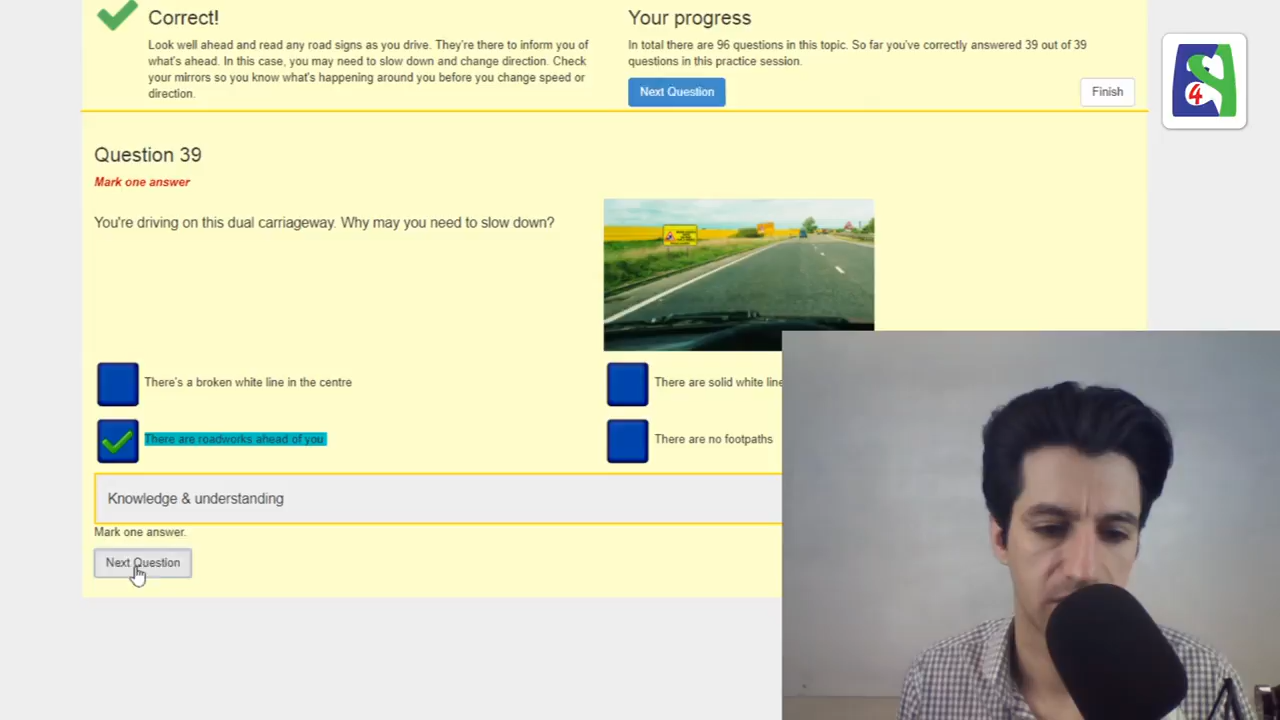 Correct!
Look well ahead and read any road signs as you drive. They're there to inform you of
what's ahead. In this case, you may need to slow down and change direction. Check
your mirrors so you know what's happening around you before you change speed or
direction.
Your progress
In total there are 96 questions in this topic. So far you've correctly answered 39 out of 39
questions in this practice session.
Next Question
Finish
4
Question 39
Mark one answer
You're driving on this dual carriageway. Why may you need to slow down?
There's a broken white line in the centre
There are solid white line
There are roadworks ahead of you
There are no footpaths
Knowledge & understanding
Mark one answer.
Next Question